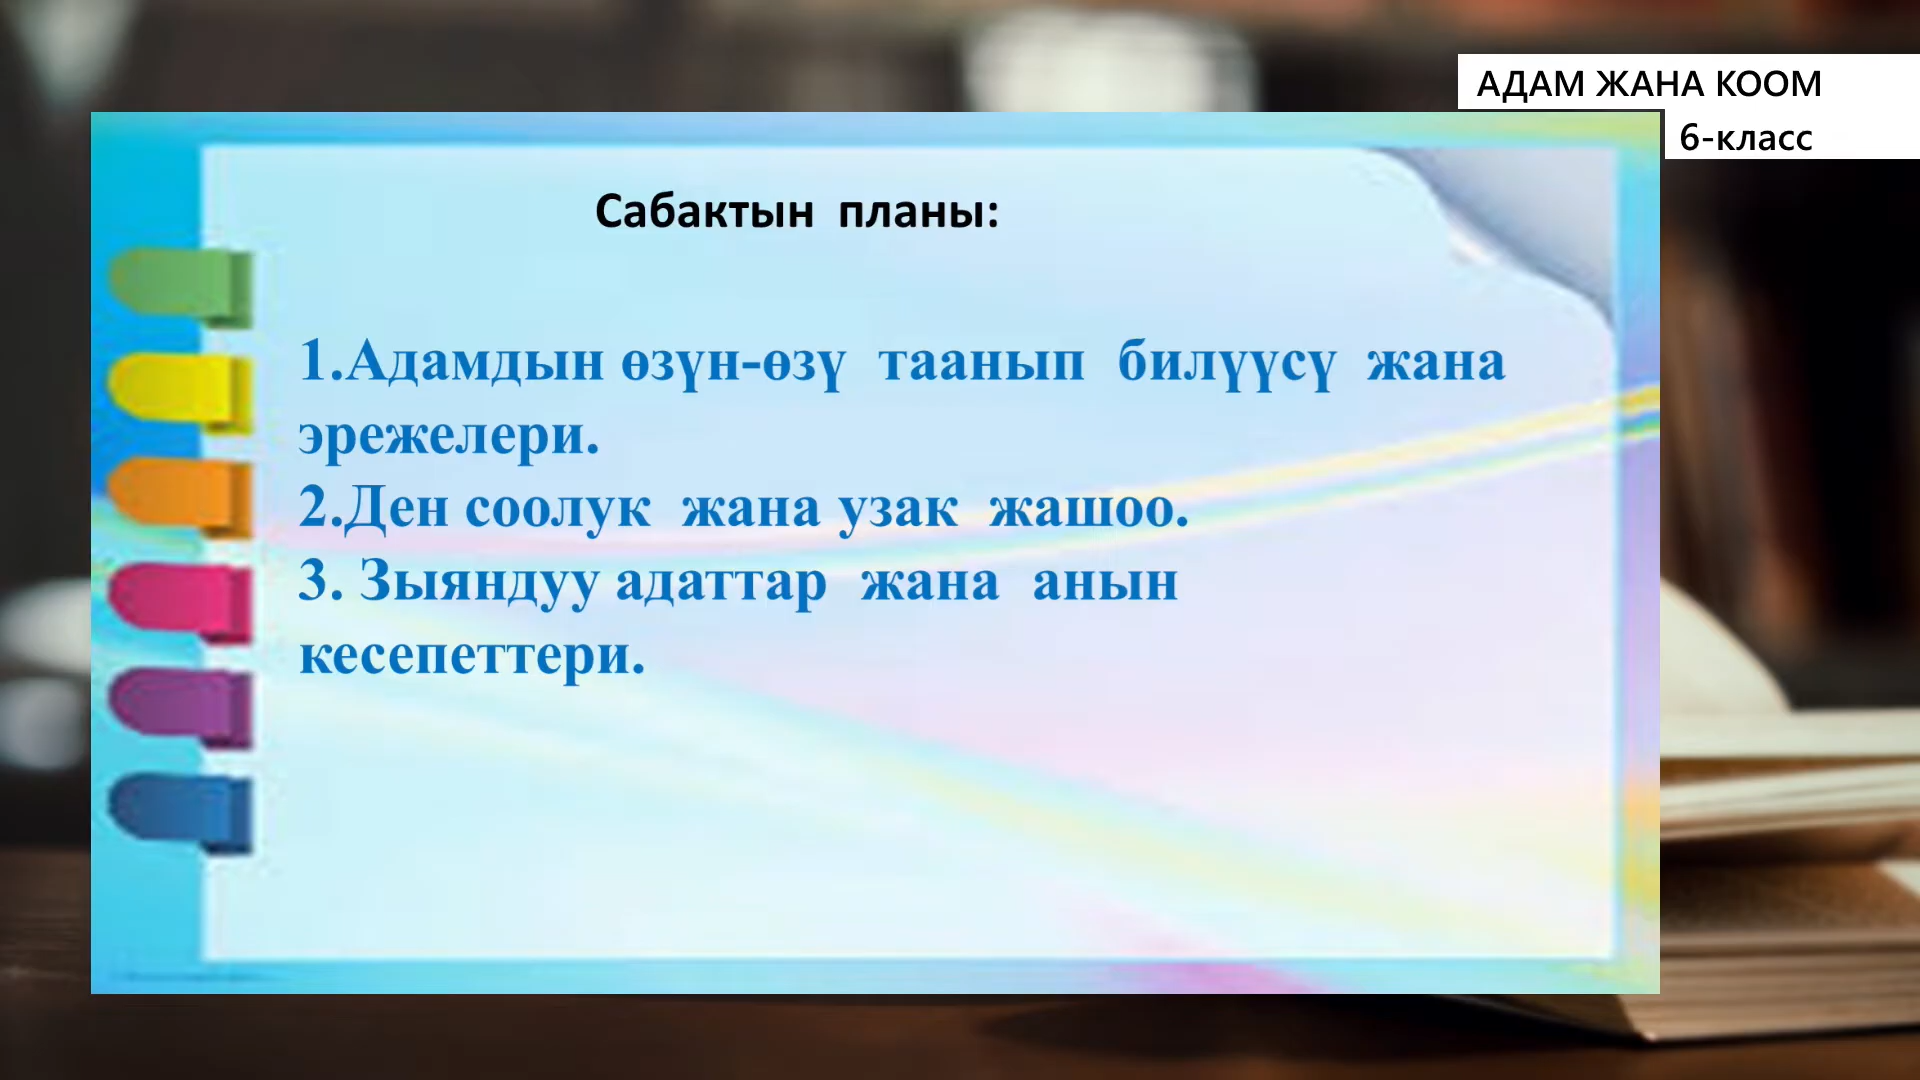 АДАМ ЖАНА КООМ
6-класс
Сабактын планы:
1.Адамдын өзүн-өзү таанып билүүсү жана
эрежелери.
2.Ден соолук жана узак жашоо.
3. Зыяндуу адаттар жана анын
кесепеттери.